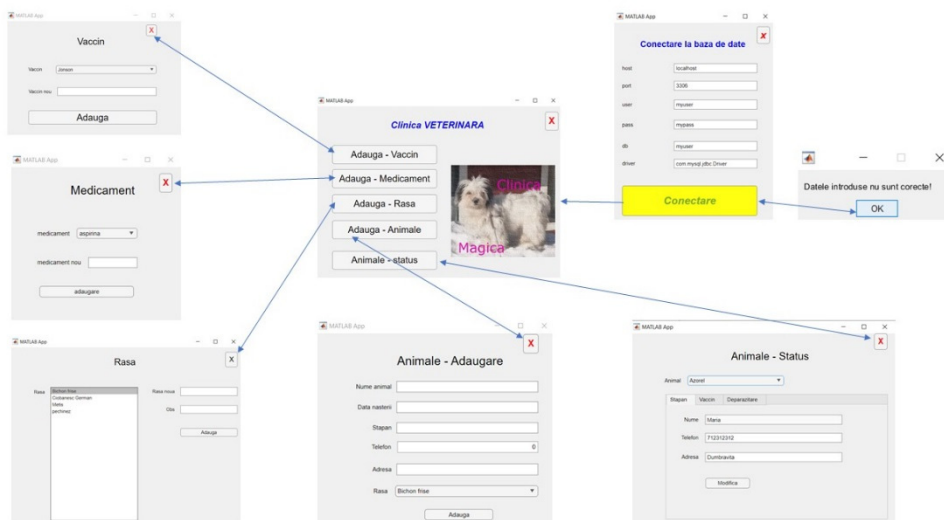 MATLAB App
X
Vaccin
Vaccin Jonson
Vaccin nou
Adauga
MATLAB App
X
Medicament
medicament aspirina
medicament nou
adaugare
MATLAB App
X
Rasa
Rasa
Bichon frise
Ciobanesc German
Matis
pechinez
Rasa noua
Obs
Adauga
MATLAB App
X
Clinica VETERINARA
Adauga - Vaccin
Adauga - Medicament
Adauga - Rasa
Adauga - Animale
Animale - status
Clinica
Magica
MATLAB App
X
Conectare la baza de date
host localhost
port 3306
user myuser
pass mypass
db myuser
driver com.mysql.jdbc.Driver
Conectare
Datele introduse nu sunt corecte!
OK
MATLAB App
X
Animale - Adaugare
Nume animal
Data nasterii
Stapan
Telefon 0
Adresa
Rasa Bichon frise
Adauga
MATLAB App
X
Animale - Status
Animal Azorel
Stapan Vaccin Deparazitare
Nume Maria
Telefon 712312312
Adresa Dumbravita
Modifica